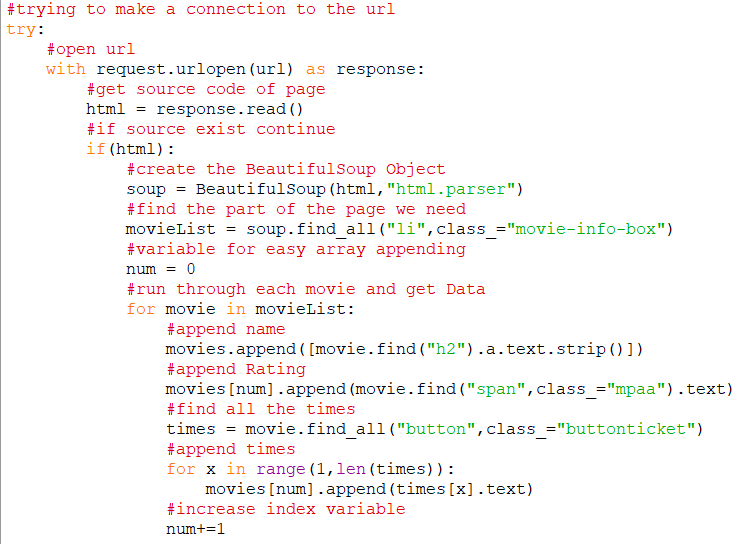 #trying to make a connection to the url
try:
    #open url
    with request.urlopen(url) as response:
        #get source code of page
        html = response.read()
        #if source exist continue
        if(html):
            #create the BeautifulSoup Object
            soup = BeautifulSoup(html,"html.parser")
            #find the part of the page we need
            movieList = soup.find_all("li",class_="movie-info-box")
            #variable for easy array appending
            num = 0
            #run through each movie and get Data
            for movie in movieList:
                #append name
                movies.append([movie.find("h2").a.text.strip()])
                #append Rating
                movies[num].append(movie.find("span",class_="mpaa").text)
                #find all the times
                times = movie.find_all("button",class_="buttonticket")
                #append times
                for x in range(1,len(times)):
                    movies[num].append(times[x].text)
                #increase index variable
                num+=1